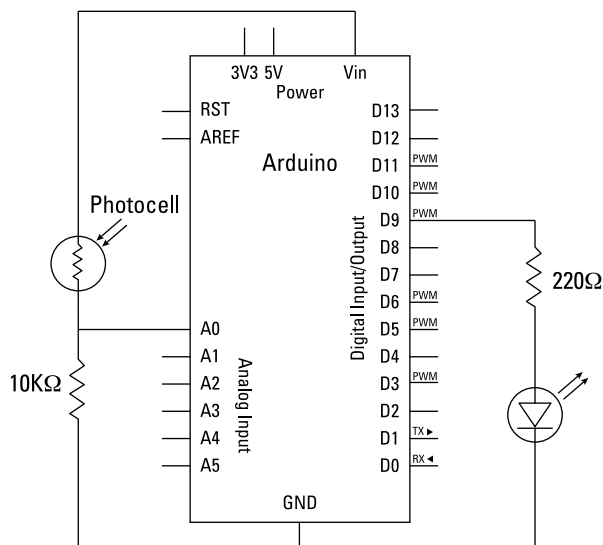 3V3 5V Vin
Power
RST
AREF
Arduino
D13
D12
D11 PWM
D10 PWM
D9 PWM
D8
D7
D6 PWM
D5 PWM
D4
D3 PWM
D2
D1 TX ▸
D0 RX ◂
Digital Input/Output
Photocell
A0
A1
A2
A3
A4
A5
Analog Input
10KΩ
220Ω
GND